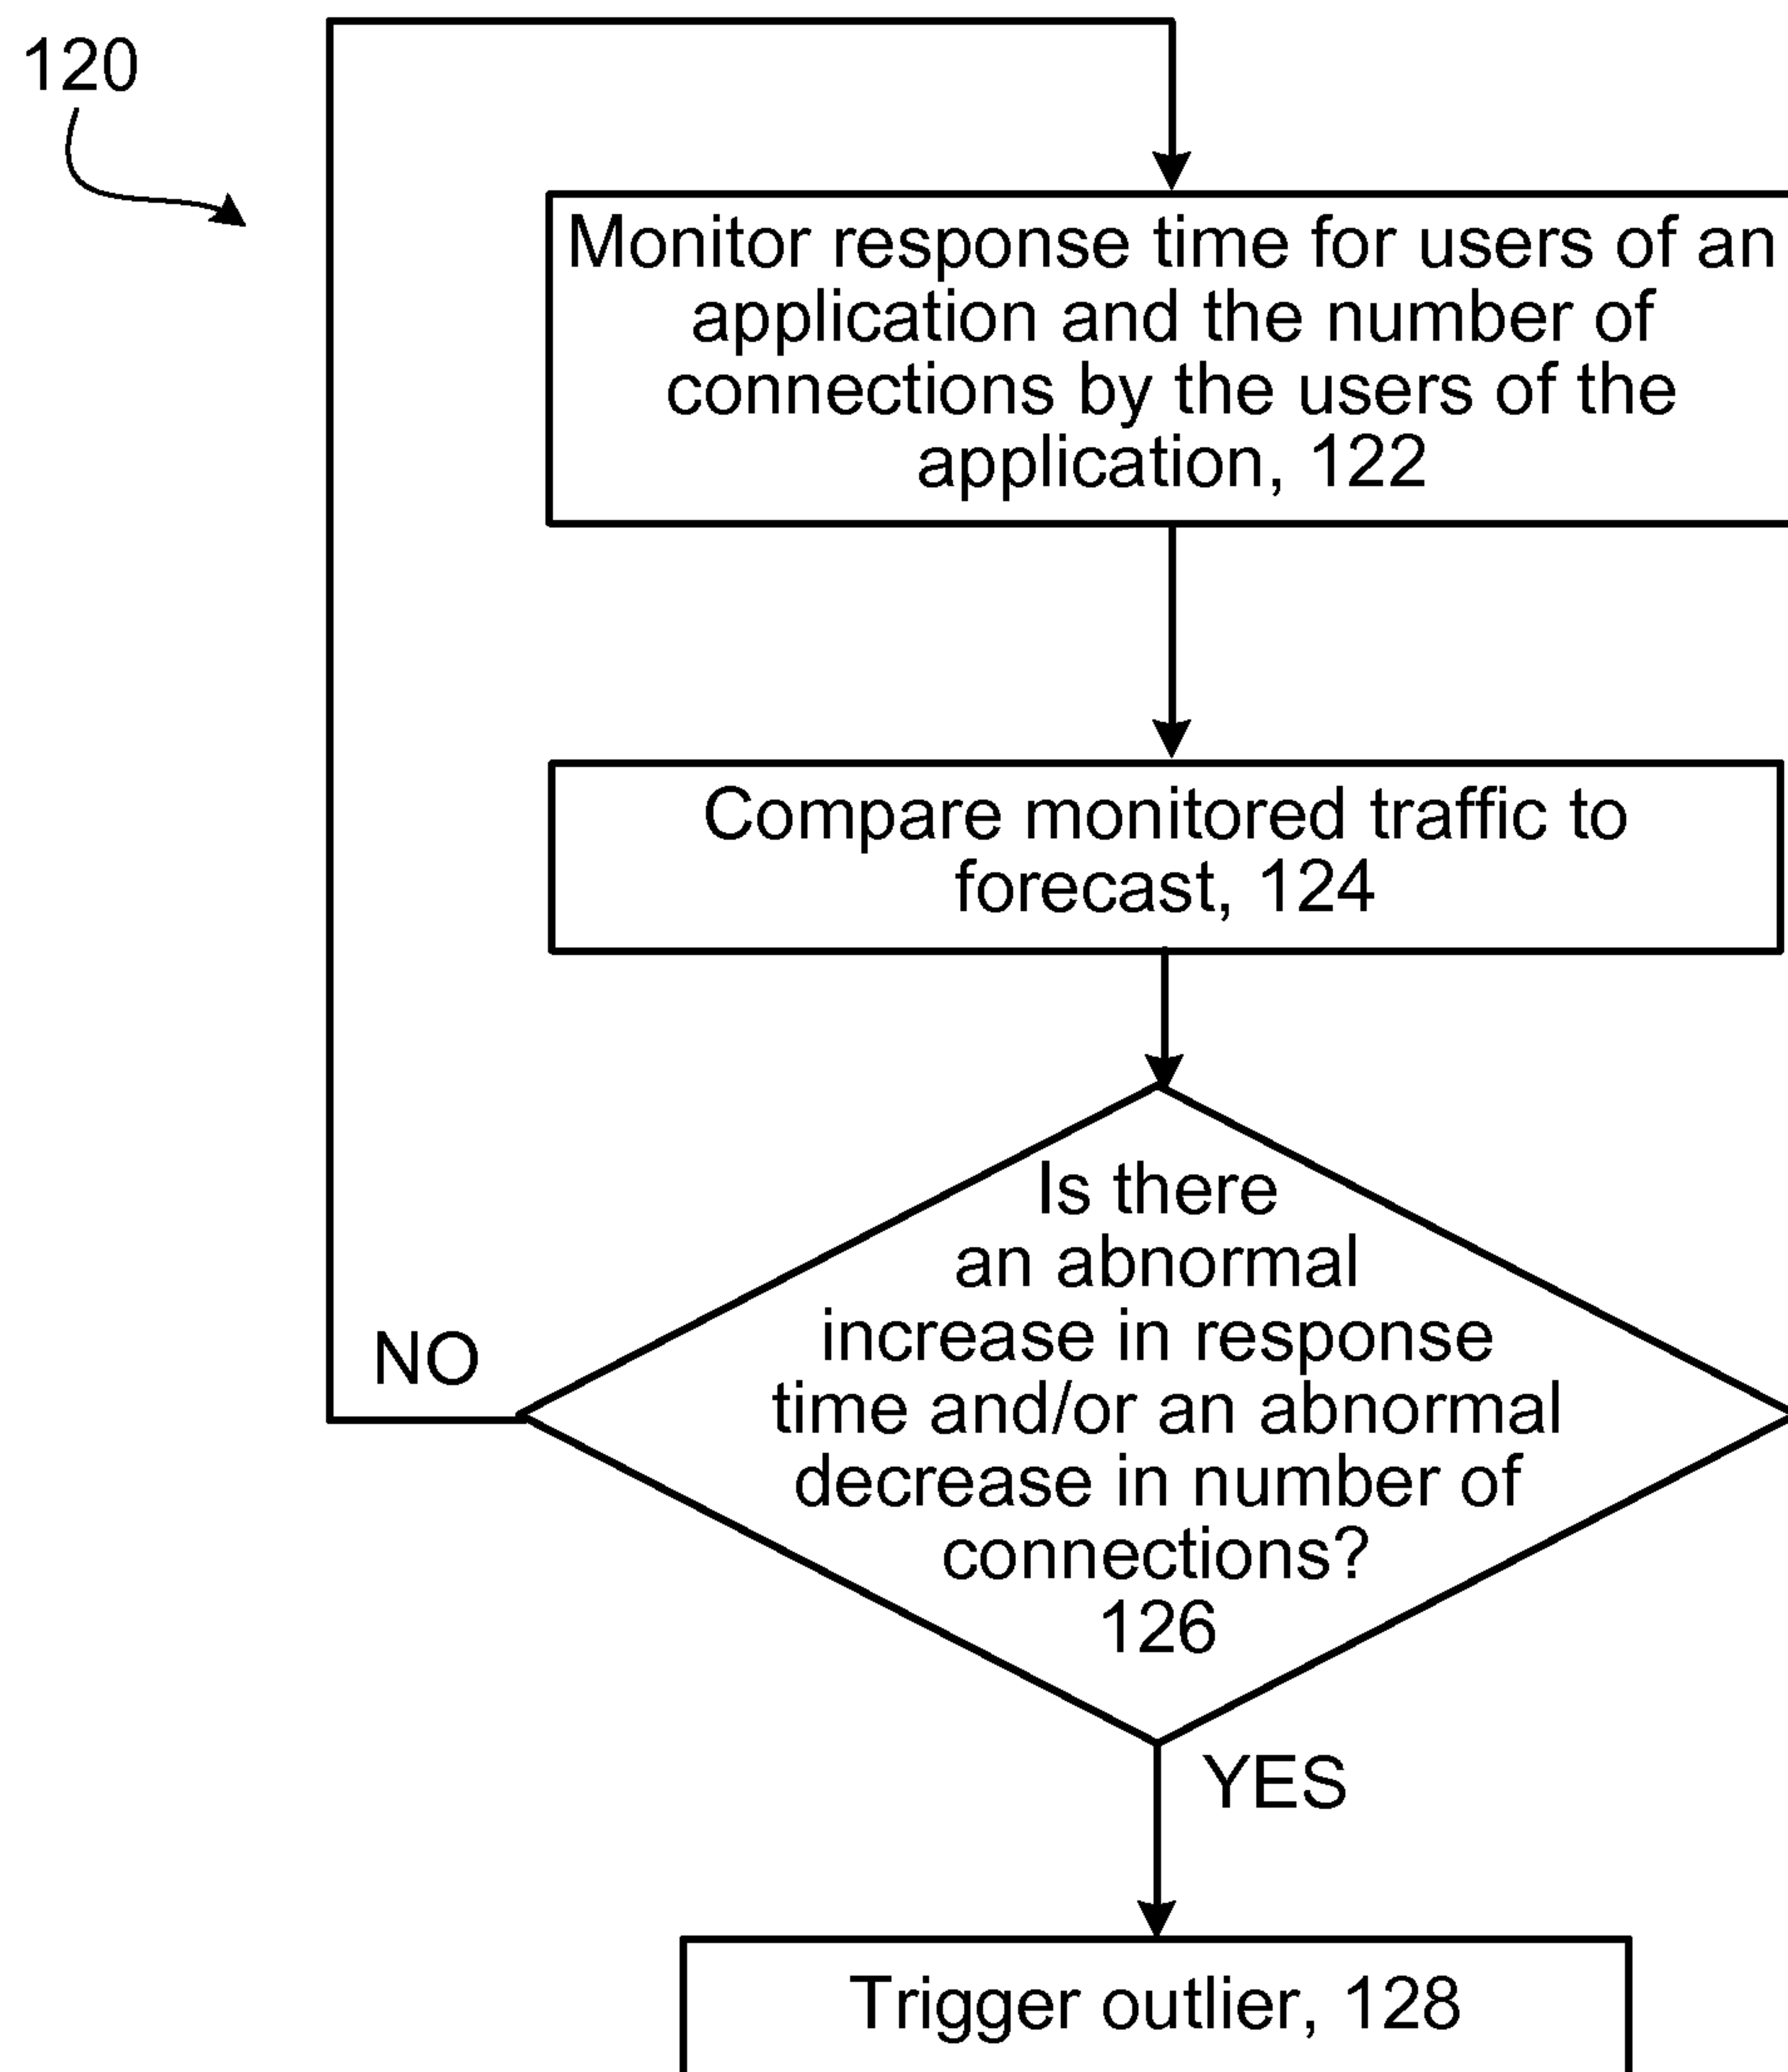 120
Monitor response time for users of an
application and the number of
connections by the users of the
application, 122
Compare monitored traffic to
forecast, 124
Is there
an abnormal
increase in response
time and/or an abnormal
decrease in number of
connections?
126
NO
YES
Trigger outlier, 128